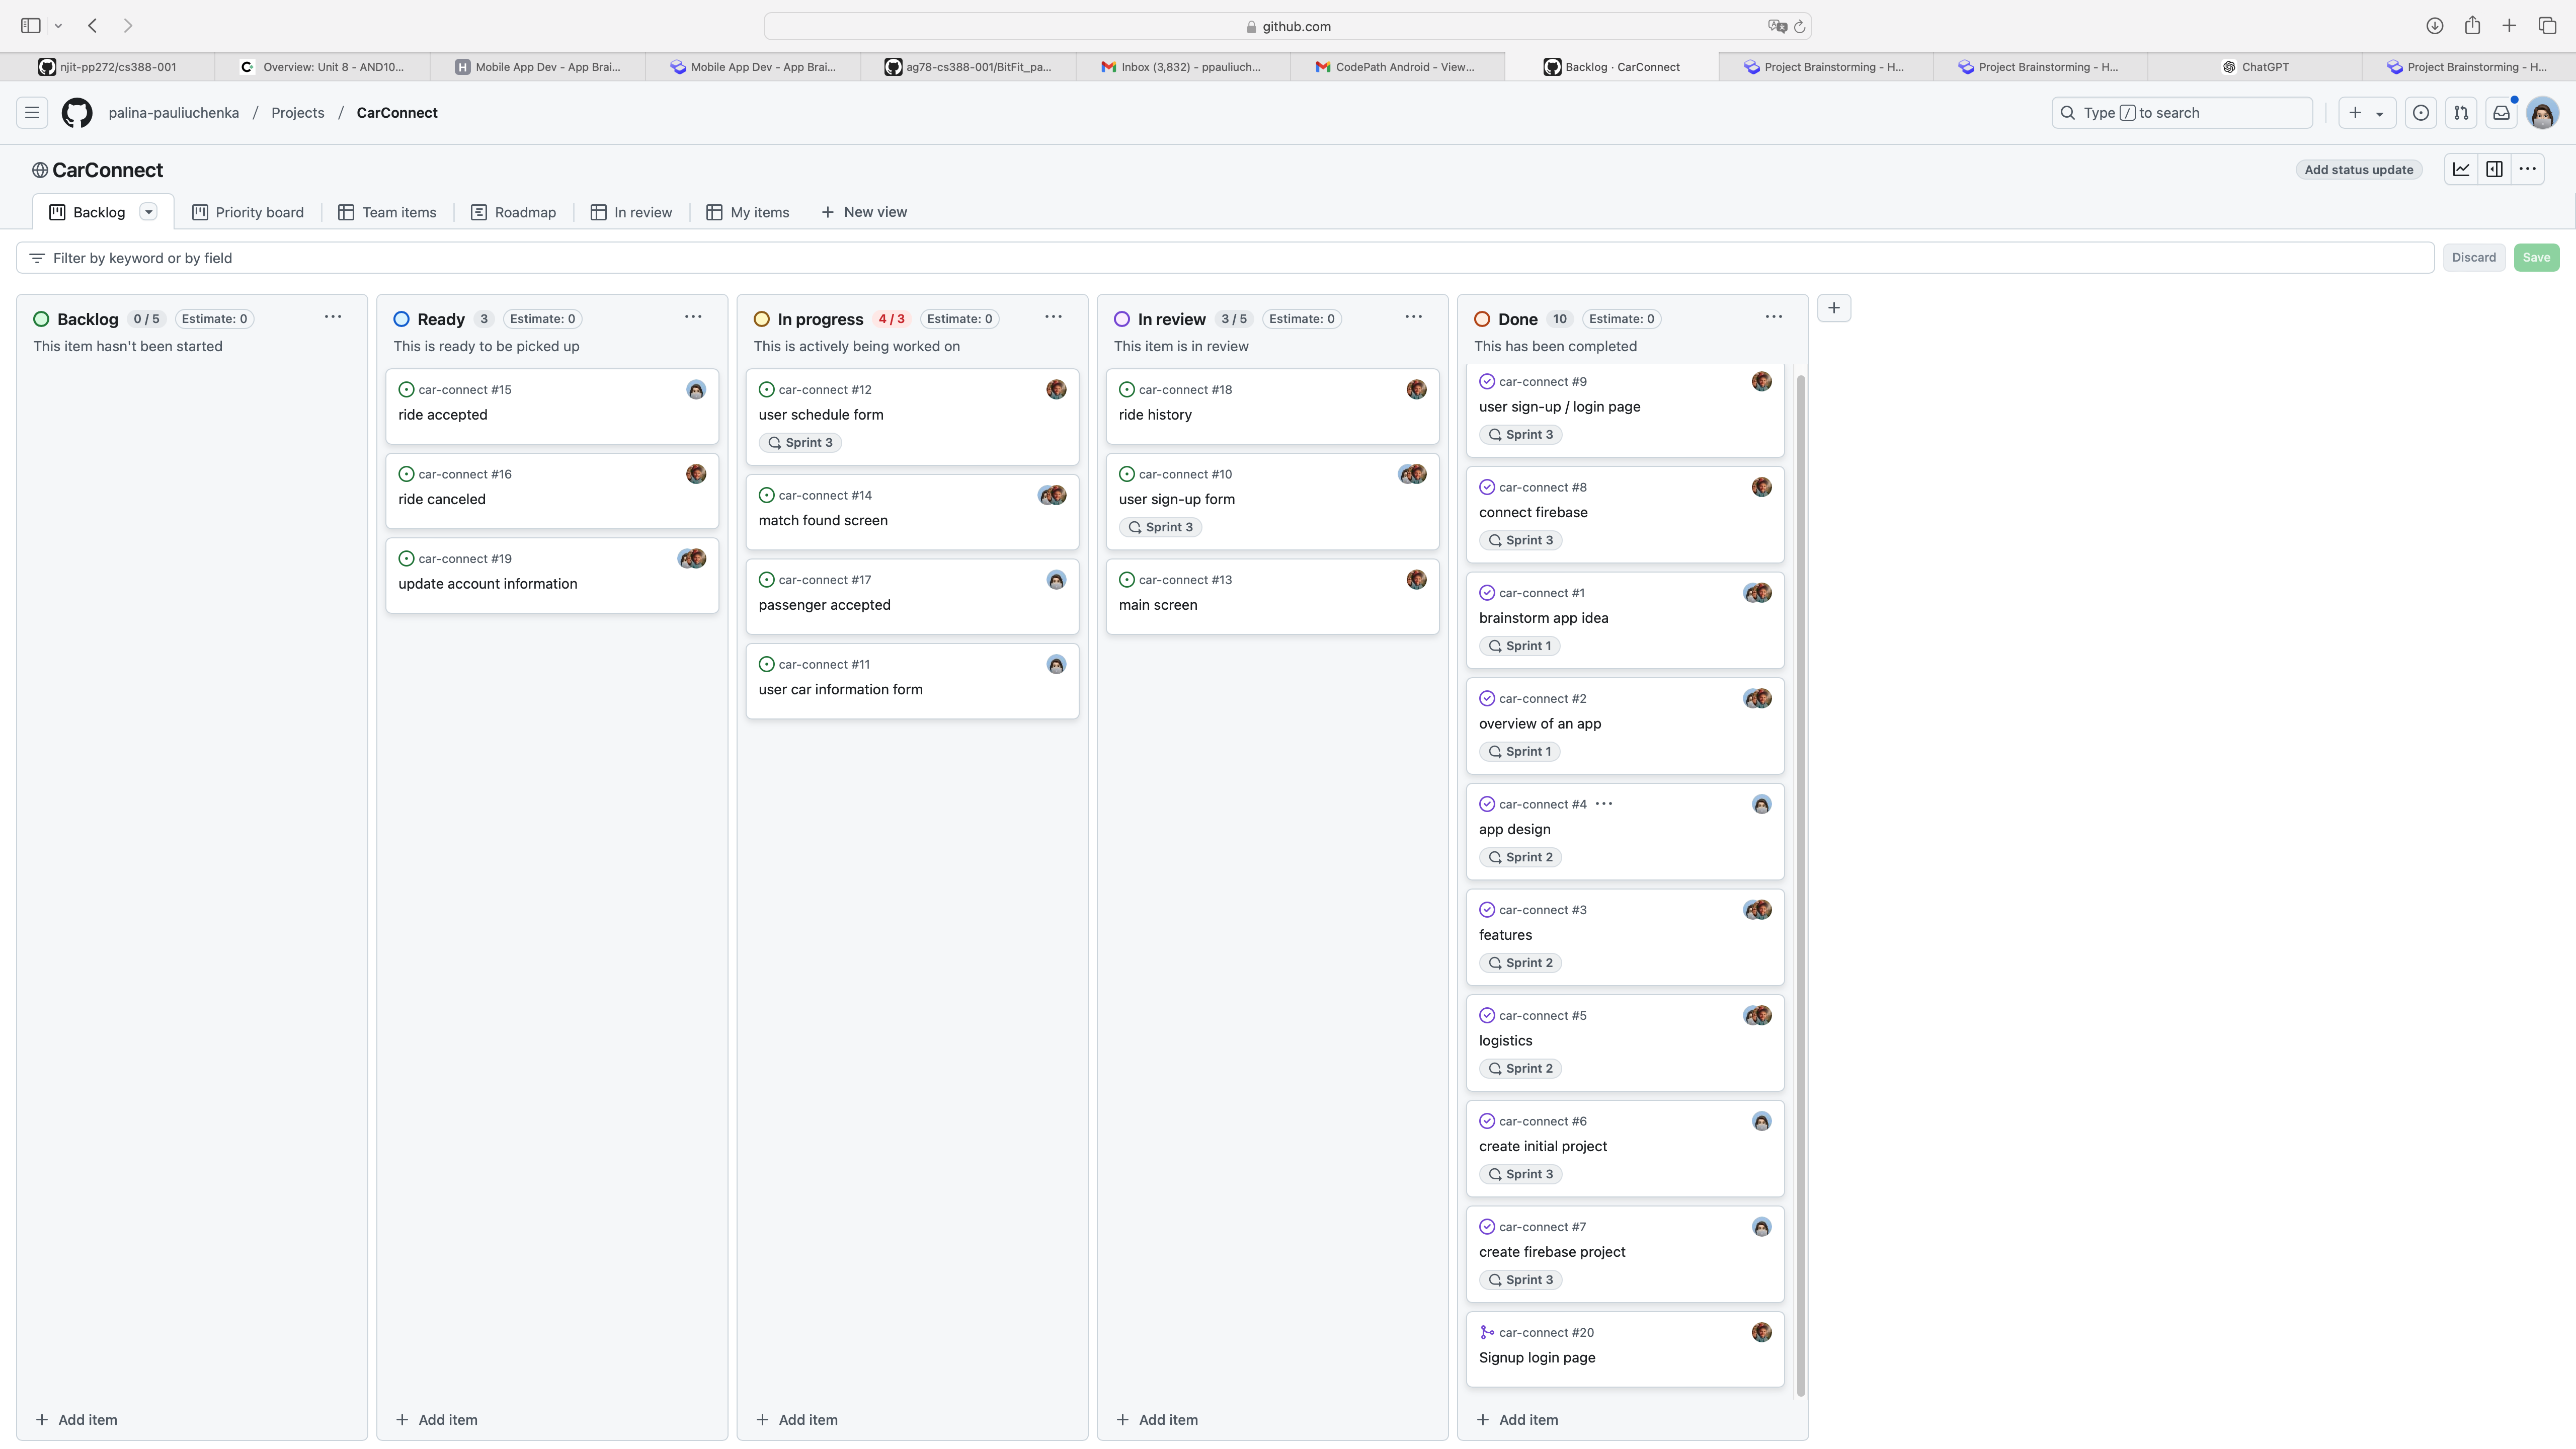 github.com
njit-pp272/cs388-001
Overview: Unit 8 - AND10...
Mobile App Dev - App Brai...
Mobile App Dev - App Brai...
ag78-cs388-001/BitFit_pa...
Inbox (3,832) - ppauliuch...
CodePath Android - View...
Backlog · CarConnect
Project Brainstorming - H...
Project Brainstorming - H...
ChatGPT
Project Brainstorming - H...
palina-pauliuchenka / Projects / CarConnect
Type / to search
CarConnect
Add status update
Backlog
Priority board
Team items
Roadmap
In review
My items
New view
Filter by keyword or by field
Discard
Save
Backlog 0 / 5 Estimate: 0
This item hasn't been started
Add item
Ready 3 Estimate: 0
This is ready to be picked up
car-connect #15
ride accepted
car-connect #16
ride canceled
car-connect #19
update account information
Add item
In progress 4 / 3 Estimate: 0
This is actively being worked on
car-connect #12
user schedule form
Sprint 3
car-connect #14
match found screen
car-connect #17
passenger accepted
car-connect #11
user car information form
Add item
In review 3 / 5 Estimate: 0
This item is in review
car-connect #18
ride history
car-connect #10
user sign-up form
Sprint 3
car-connect #13
main screen
Add item
Done 10 Estimate: 0
This has been completed
car-connect #9
user sign-up / login page
Sprint 3
car-connect #8
connect firebase
Sprint 3
car-connect #1
brainstorm app idea
Sprint 1
car-connect #2
overview of an app
Sprint 1
car-connect #4
app design
Sprint 2
car-connect #3
features
Sprint 2
car-connect #5
logistics
Sprint 2
car-connect #6
create initial project
Sprint 3
car-connect #7
create firebase project
Sprint 3
car-connect #20
Signup login page
Add item